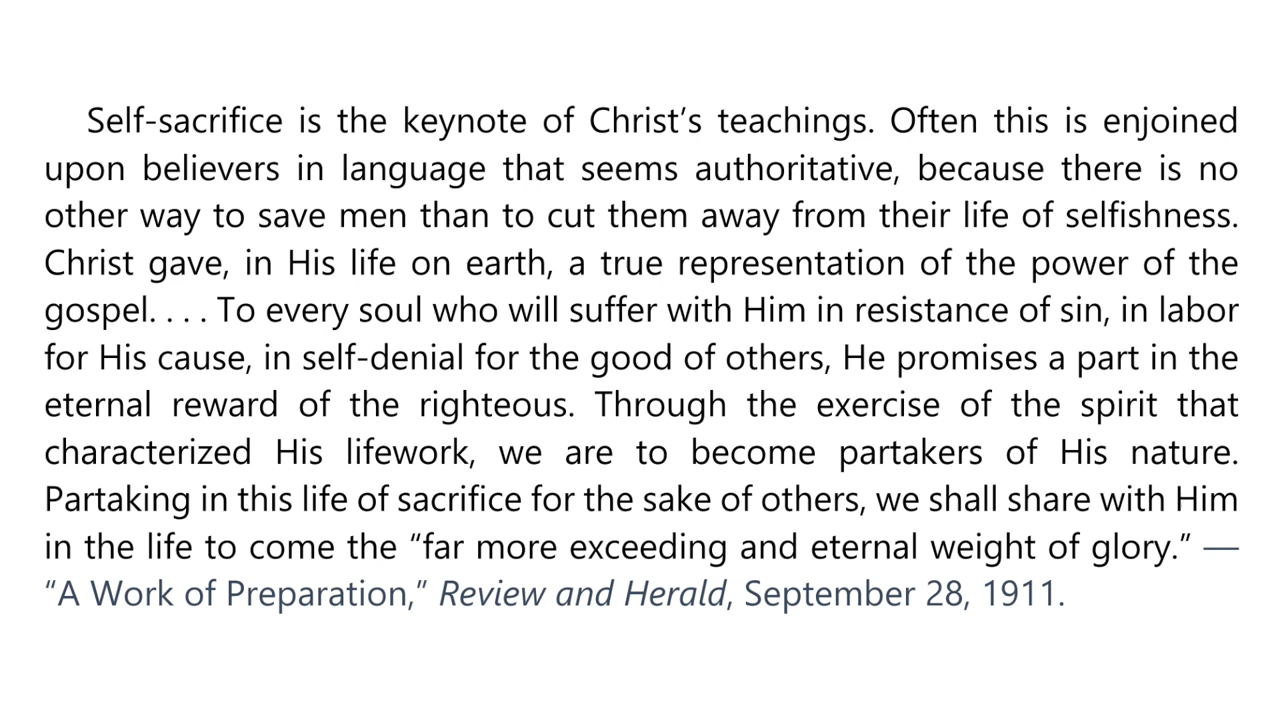 Self-sacrifice is the keynote of Christ’s teachings. Often this is enjoined
upon believers in language that seems authoritative, because there is no
other way to save men than to cut them away from their life of selfishness.
Christ gave, in His life on earth, a true representation of the power of the
gospel. . . . To every soul who will suffer with Him in resistance of sin, in labor
for His cause, in self-denial for the good of others, He promises a part in the
eternal reward of the righteous. Through the exercise of the spirit that
characterized His lifework, we are to become partakers of His nature.
Partaking in this life of sacrifice for the sake of others, we shall share with Him
in the life to come the “far more exceeding and eternal weight of glory.” —
“A Work of Preparation,” Review and Herald, September 28, 1911.